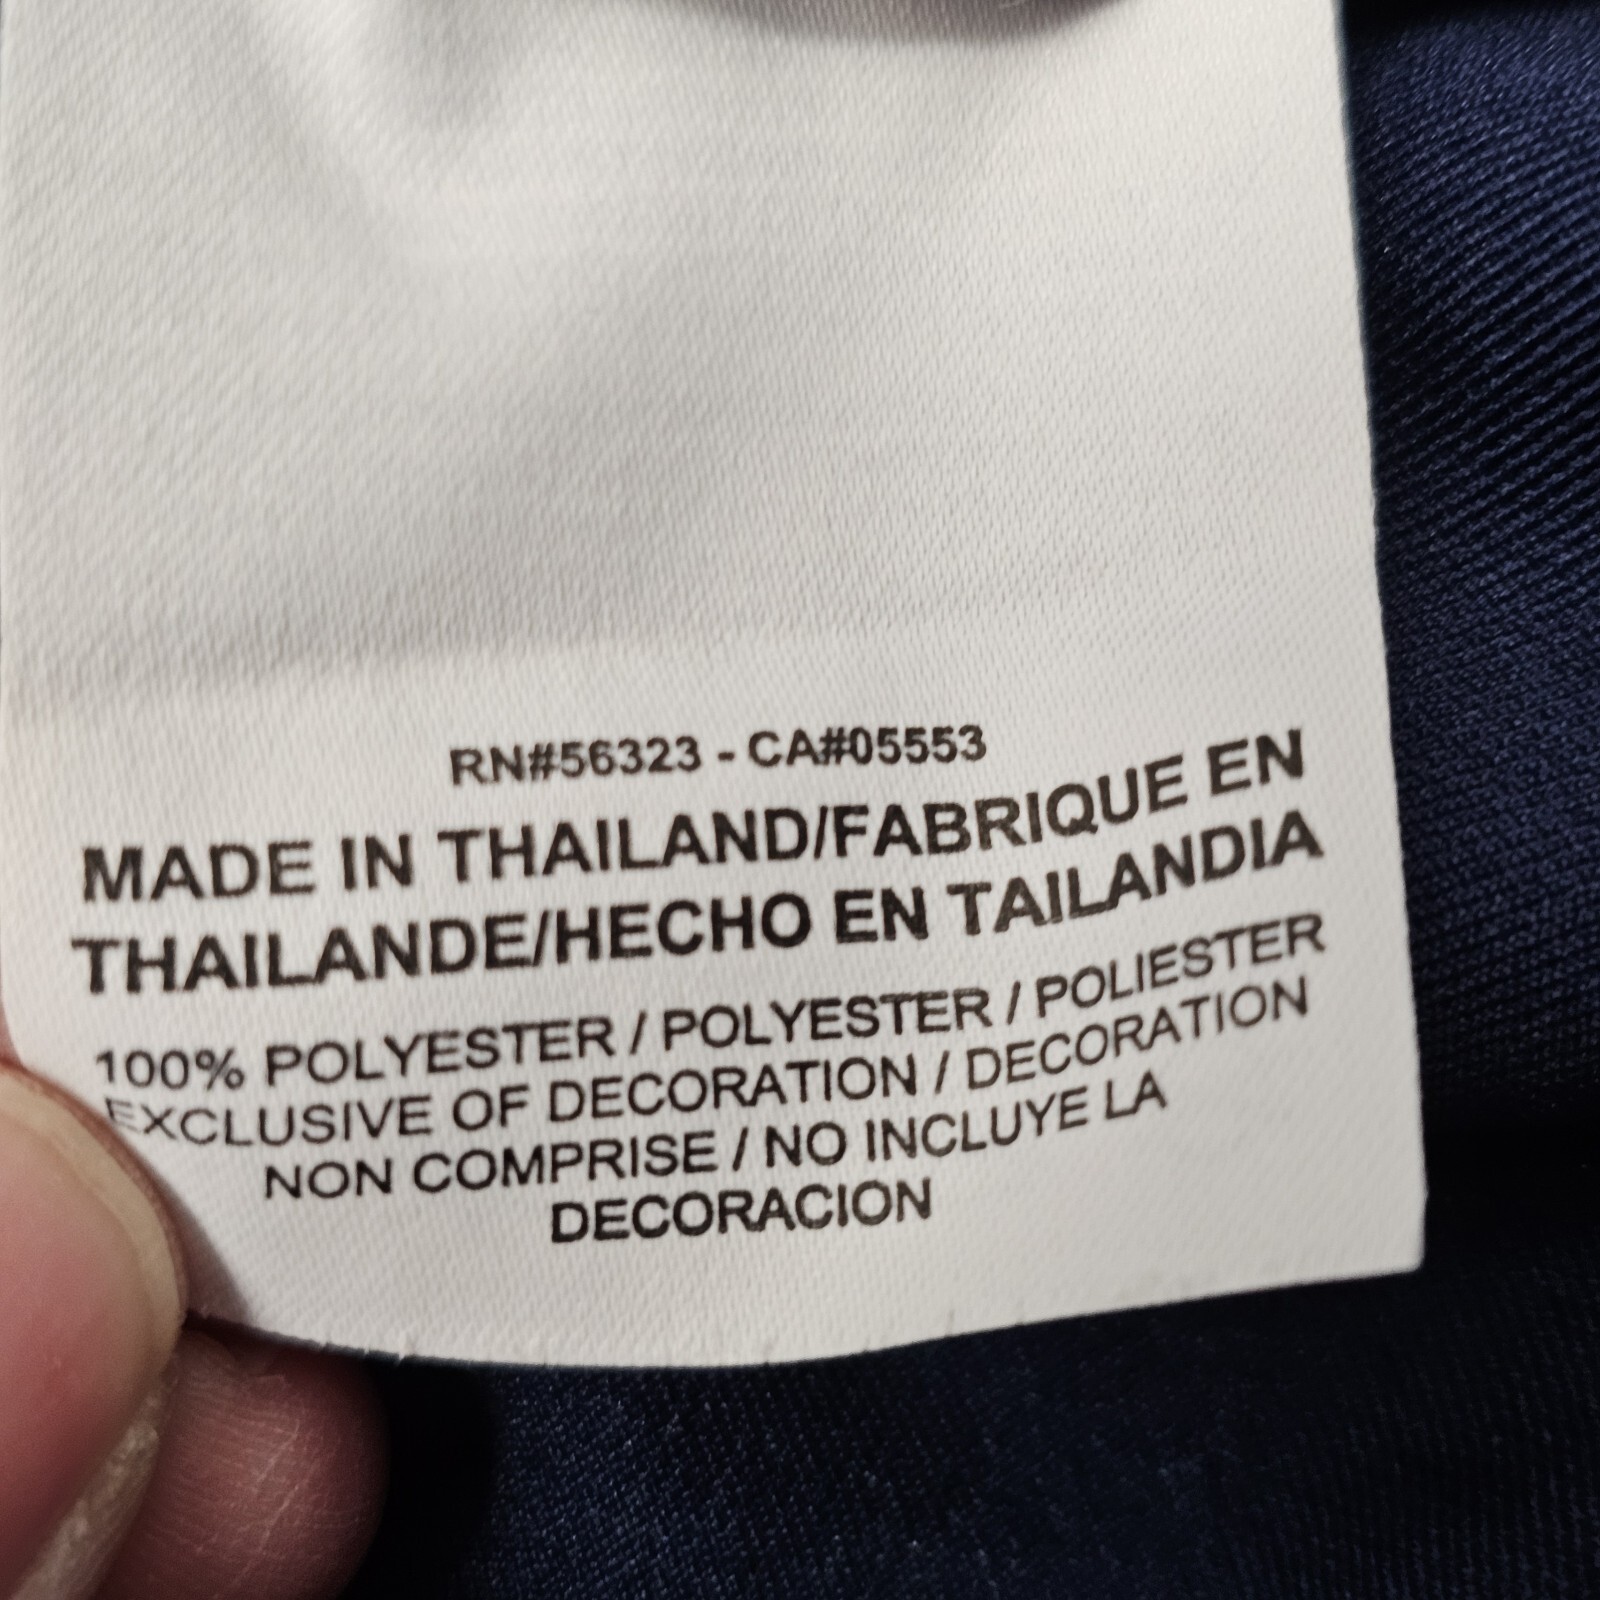 RN#56323 - CA#05553
MADE IN THAILAND/FABRIQUE EN
THAILANDE/HECHO EN TAILANDIA
100% POLYESTER / POLYESTER / POLIESTER
EXCLUSIVE OF DECORATION / DECORATION
NON COMPRISE / NO INCLUYE LA
DECORACION